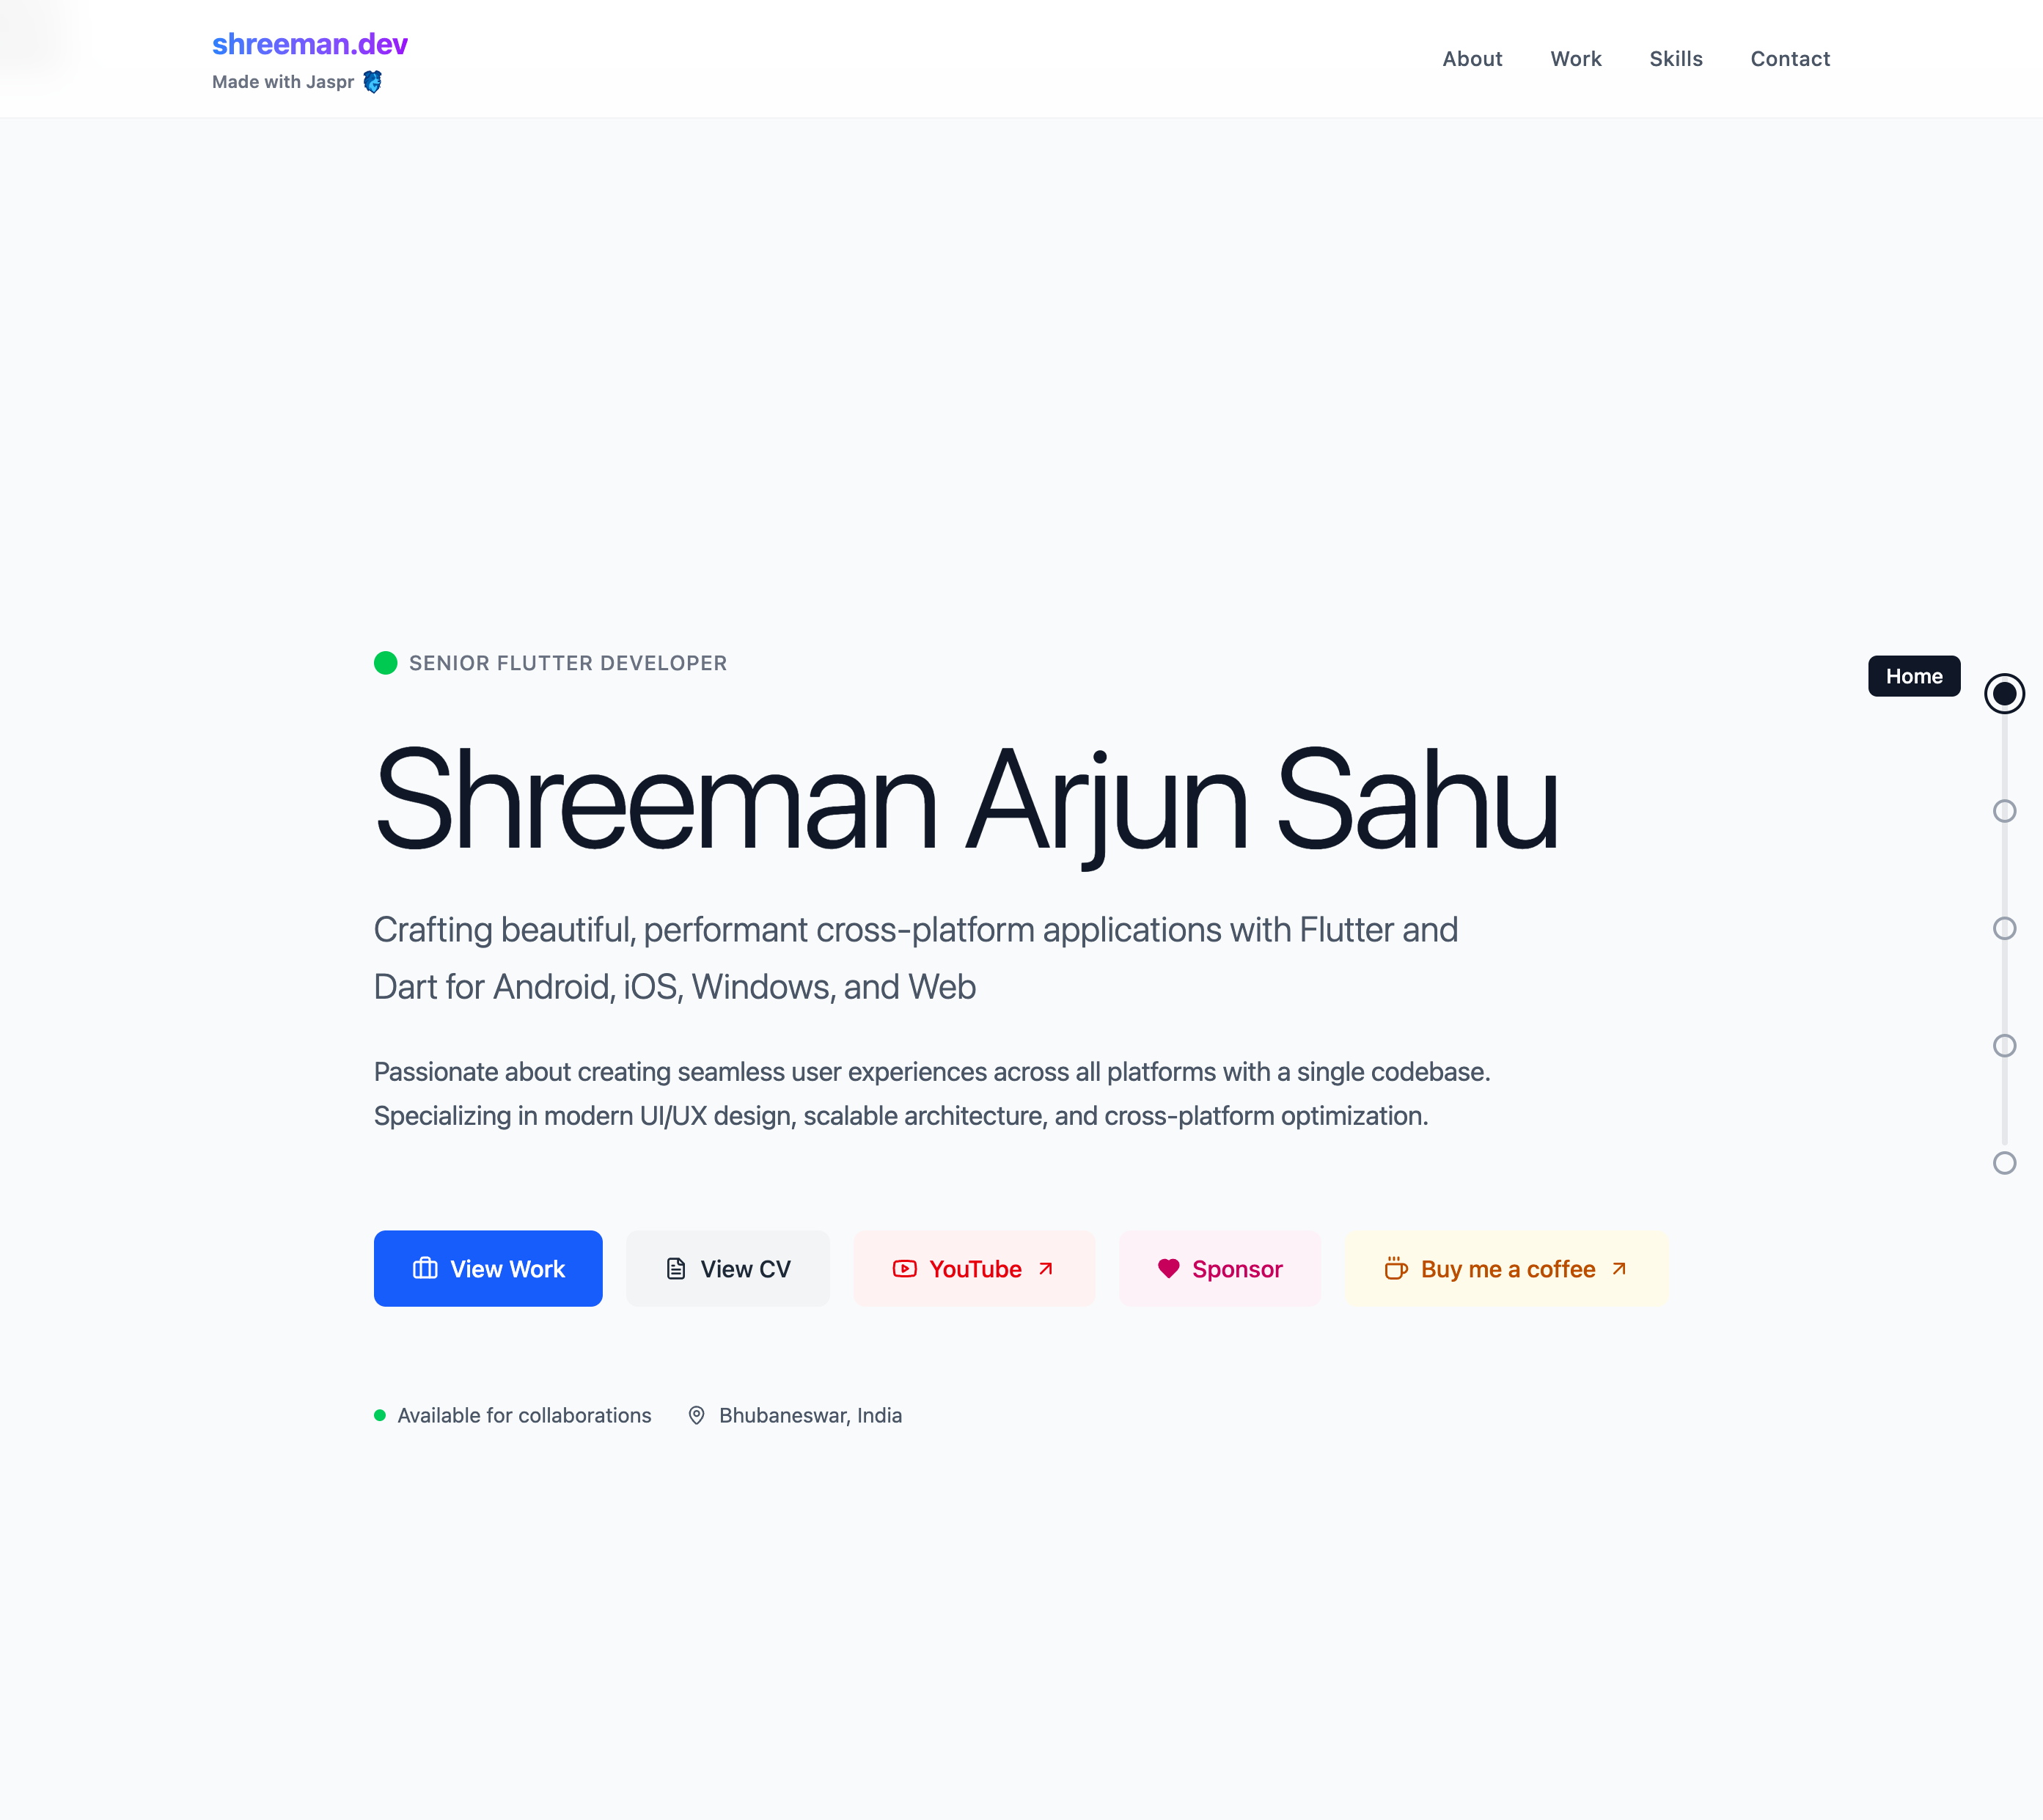 shreeman.dev
Made with Jaspr
About
Work
Skills
Contact
SENIOR FLUTTER DEVELOPER
Home
Shreeman Arjun Sahu
Crafting beautiful, performant cross-platform applications with Flutter and
Dart for Android, iOS, Windows, and Web
Passionate about creating seamless user experiences across all platforms with a single codebase.
Specializing in modern UI/UX design, scalable architecture, and cross-platform optimization.
View Work
View CV
YouTube
Sponsor
Buy me a coffee
Available for collaborations
Bhubaneswar, India